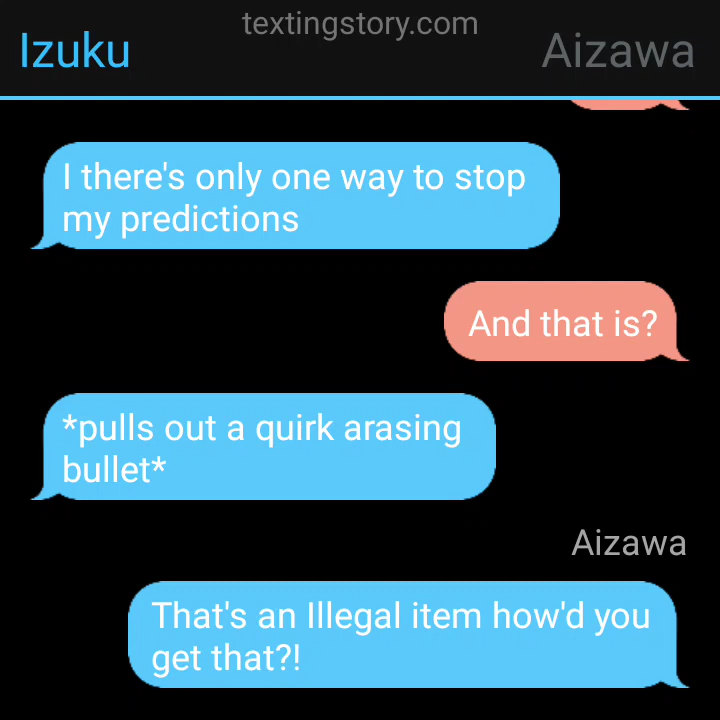 textingstory.com
Izuku
Aizawa
I there's only one way to stop
my predictions
And that is?
*pulls out a quirk arasing
bullet*
Aizawa
That's an Illegal item how'd you
get that?!